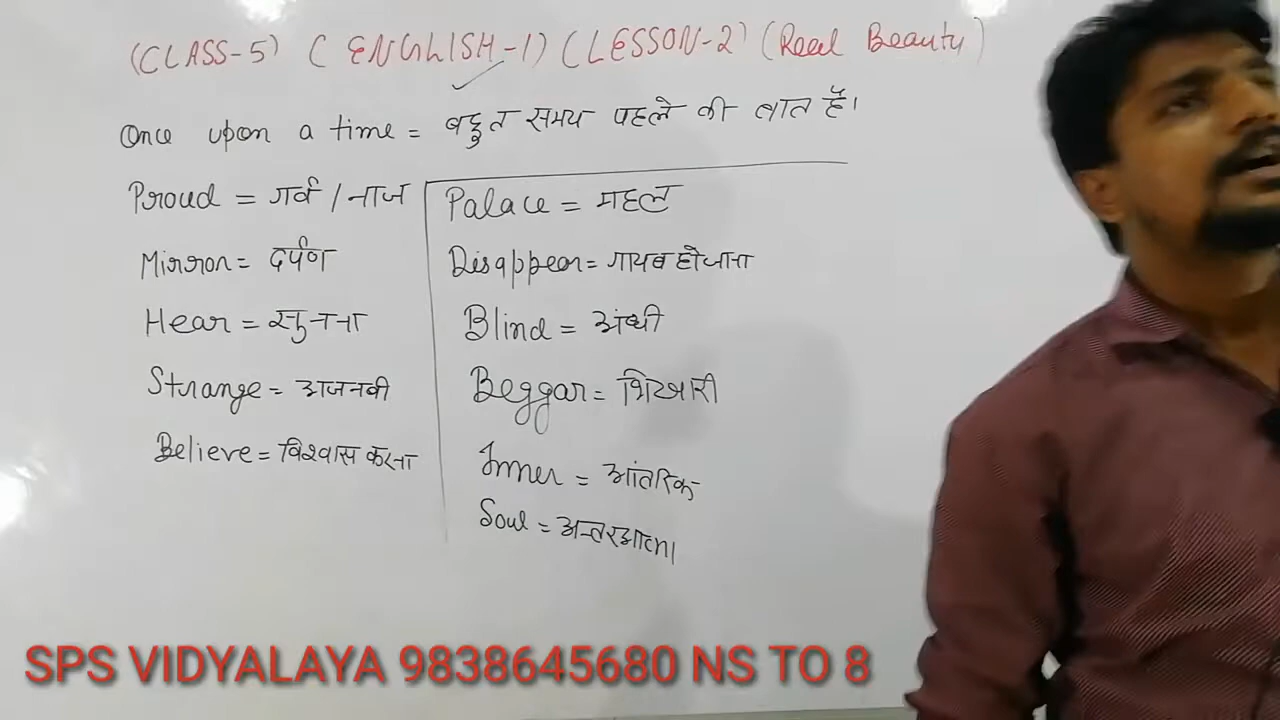 (CLASS-5) (ENGLISH-1) (LESSON-2) (Real Beauty)
Once upon a time = बहुत समय पहले की बात है।
Proud = गर्व / नाज
Mirror = दर्पण
Hear = सुनना
Strange = अजनबी
Believe = विश्वास करना
Palace = महल
Disappear = गायब हो जाना
Blind = अंधी
Beggar = भिखारी
Inner = आंतरिक
Soul = अन्तरआत्मा
SPS VIDYALAYA 9838645680 NS TO 8